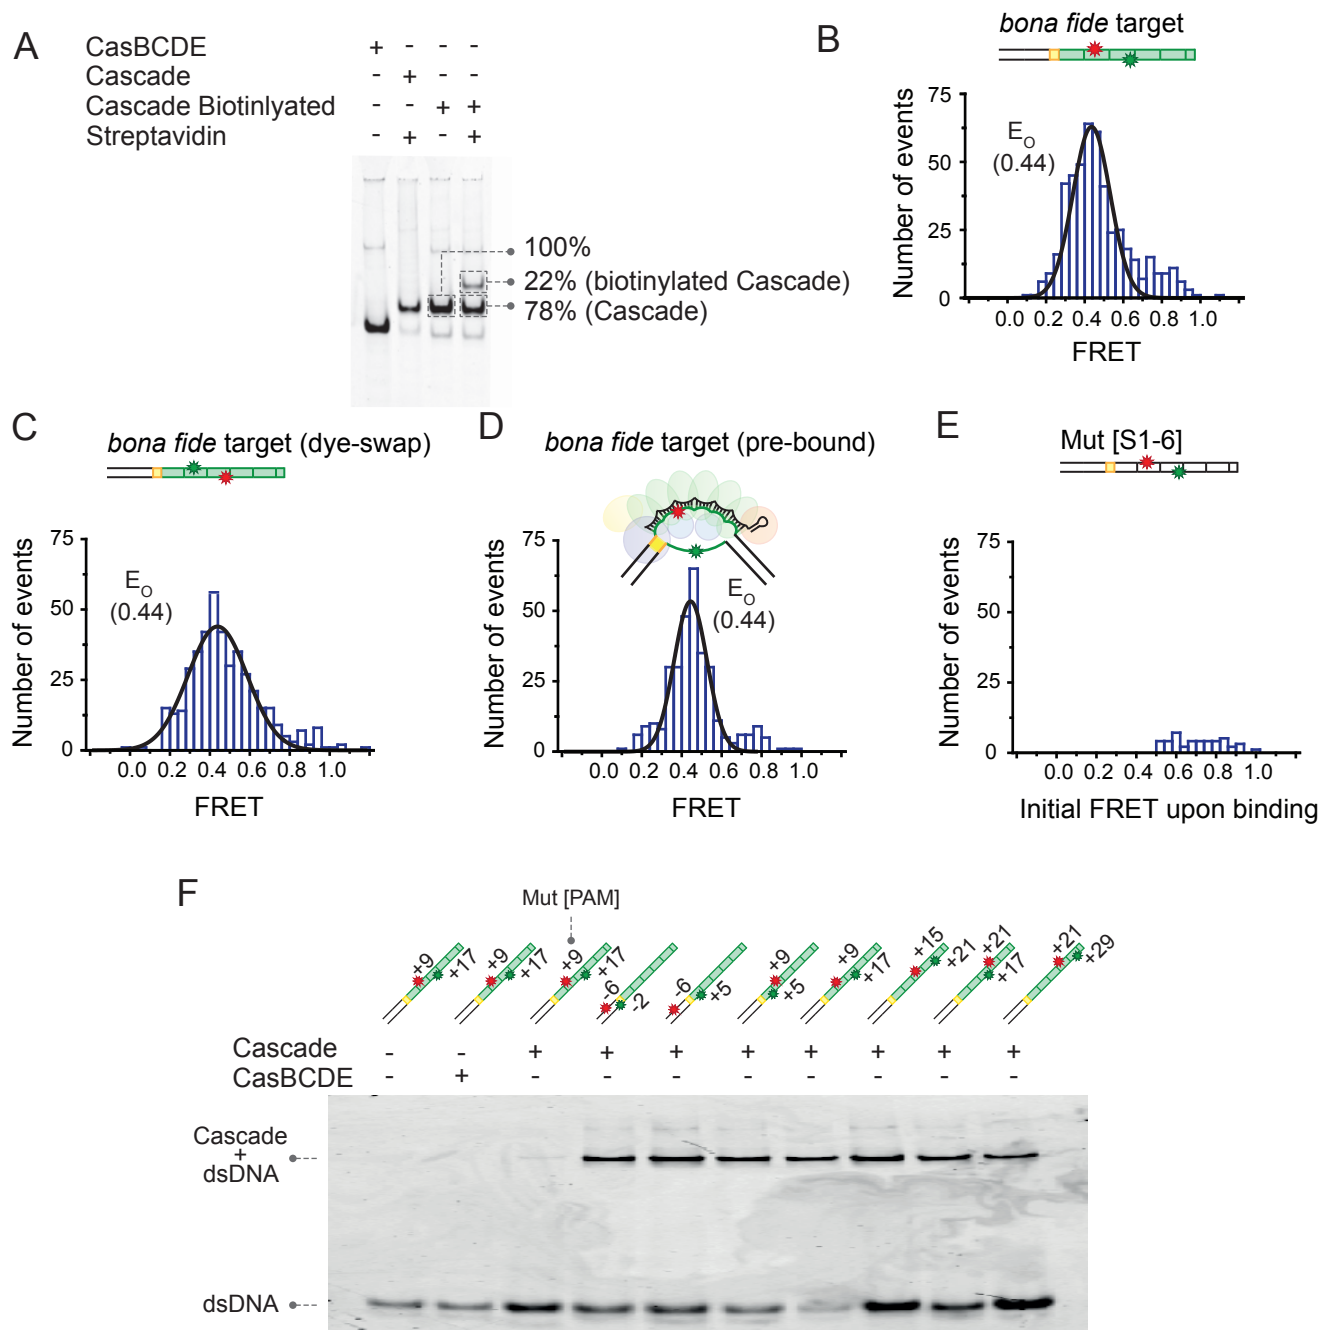 A
CasBCDE + - - -
Cascade - + - -
Cascade Biotinlyated - - + +
Streptavidin - + - +
100%
22% (biotinylated Cascade)
78% (Cascade)
B
bona fide target
Number of events
75
50
25
0
E_O
(0.44)
0.0 0.2 0.4 0.6 0.8 1.0
FRET
C
bona fide target (dye-swap)
Number of events
75
50
25
0
E_O
(0.44)
0.0 0.2 0.4 0.6 0.8 1.0
FRET
D
bona fide target (pre-bound)
Number of events
75
50
25
0
E_O
(0.44)
0.0 0.2 0.4 0.6 0.8 1.0
FRET
E
Mut [S1-6]
Number of events
75
50
25
0
0.0 0.2 0.4 0.6 0.8 1.0
Initial FRET upon binding
F
Mut [PAM]
+9 +17
+9 +17
+9 +17
-6 -2
-6 +5
+9 +5
+9 +17
+15 +21
+21 +17
+21 +29
Cascade - - + + + + + + + +
CasBCDE - + - - - - - - - -
Cascade
+
dsDNA
dsDNA